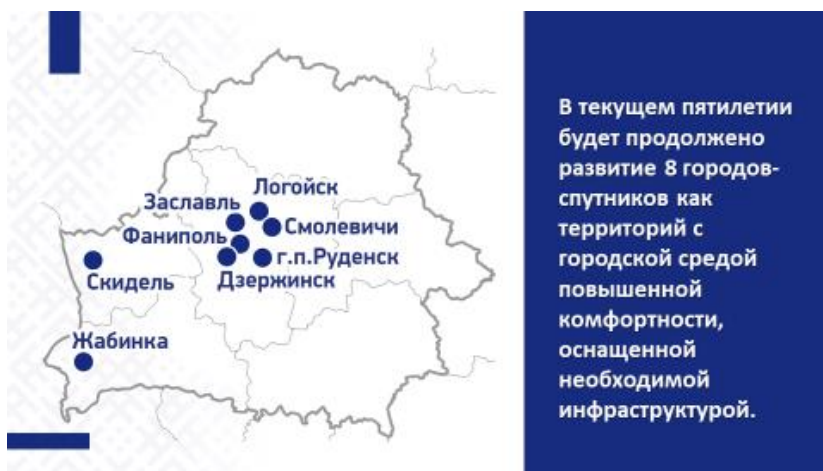 Логойск
Заславль
Смолевичи
Фаниполь
г.п.Руденск
Дзержинск
Скидель
Жабинка
В текущем пятилетии
будет продолжено
развитие 8 городов-
спутников как
территорий с
городской средой
повышенной
комфортности,
оснащенной
необходимой
инфраструктурой.